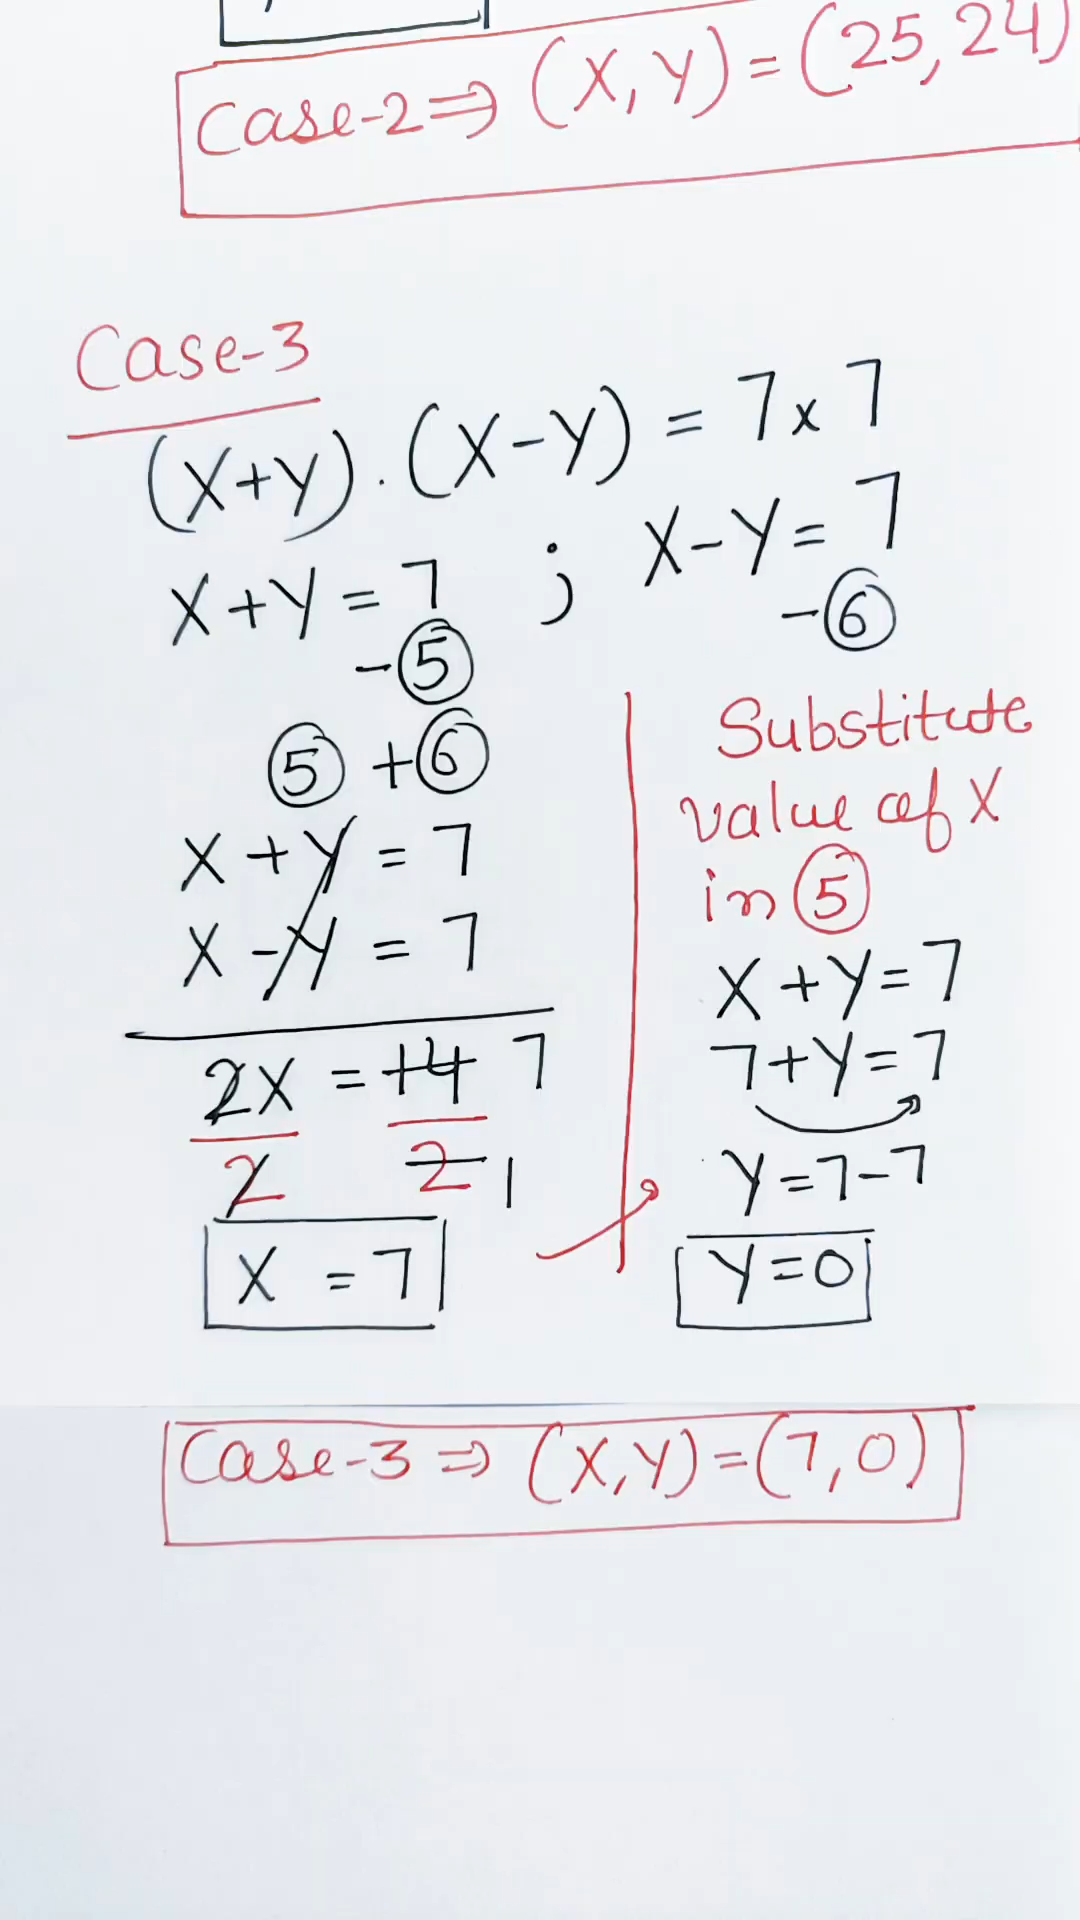 Case-2 ⇒ (X,Y) = (25,24)
Case-3
(X+Y).(X-Y) = 7x7
X+Y = 7 ; X-Y = 7
-⑤ -⑥
⑤ + ⑥
X + Y = 7
X - Y = 7
2X = 14 7
2 2 1
X = 7
Substitute
value of X
in ⑤
X+Y=7
7+Y=7
Y=7-7
Y=0
Case-3 ⇒ (X,Y)=(7,0)